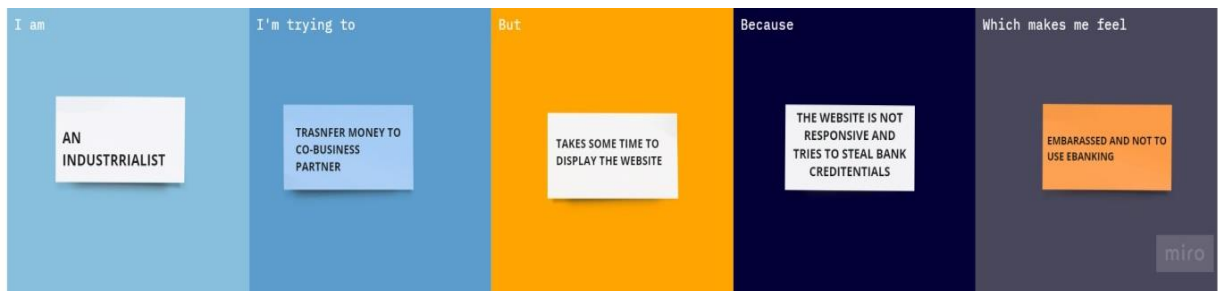 I am
AN
INDUSTRRIALIST
I'm trying to
TRASNFER MONEY TO
CO-BUSINESS
PARTNER
But
TAKES SOME TIME TO
DISPLAY THE WEBSITE
Because
THE WEBSITE IS NOT
RESPONSIVE AND
TRIES TO STEAL BANK
CREDITENTIALS
Which makes me feel
EMBARASSED AND NOT TO
USE EBANKING
miro